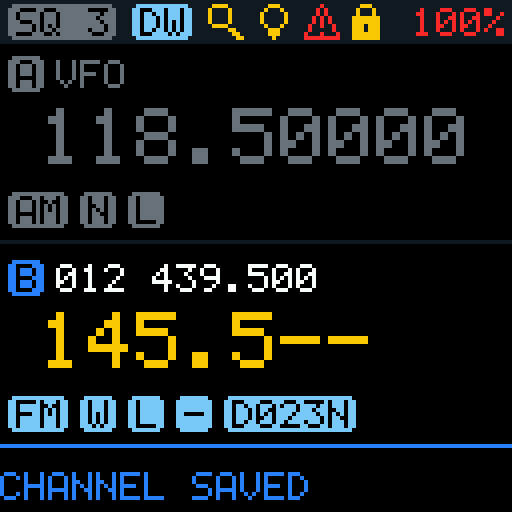 SQ 3 DW 100%
A VFO
118.50000
AM N L
B 012 439.500
145.5--
FM W L - D023N
CHANNEL SAVED